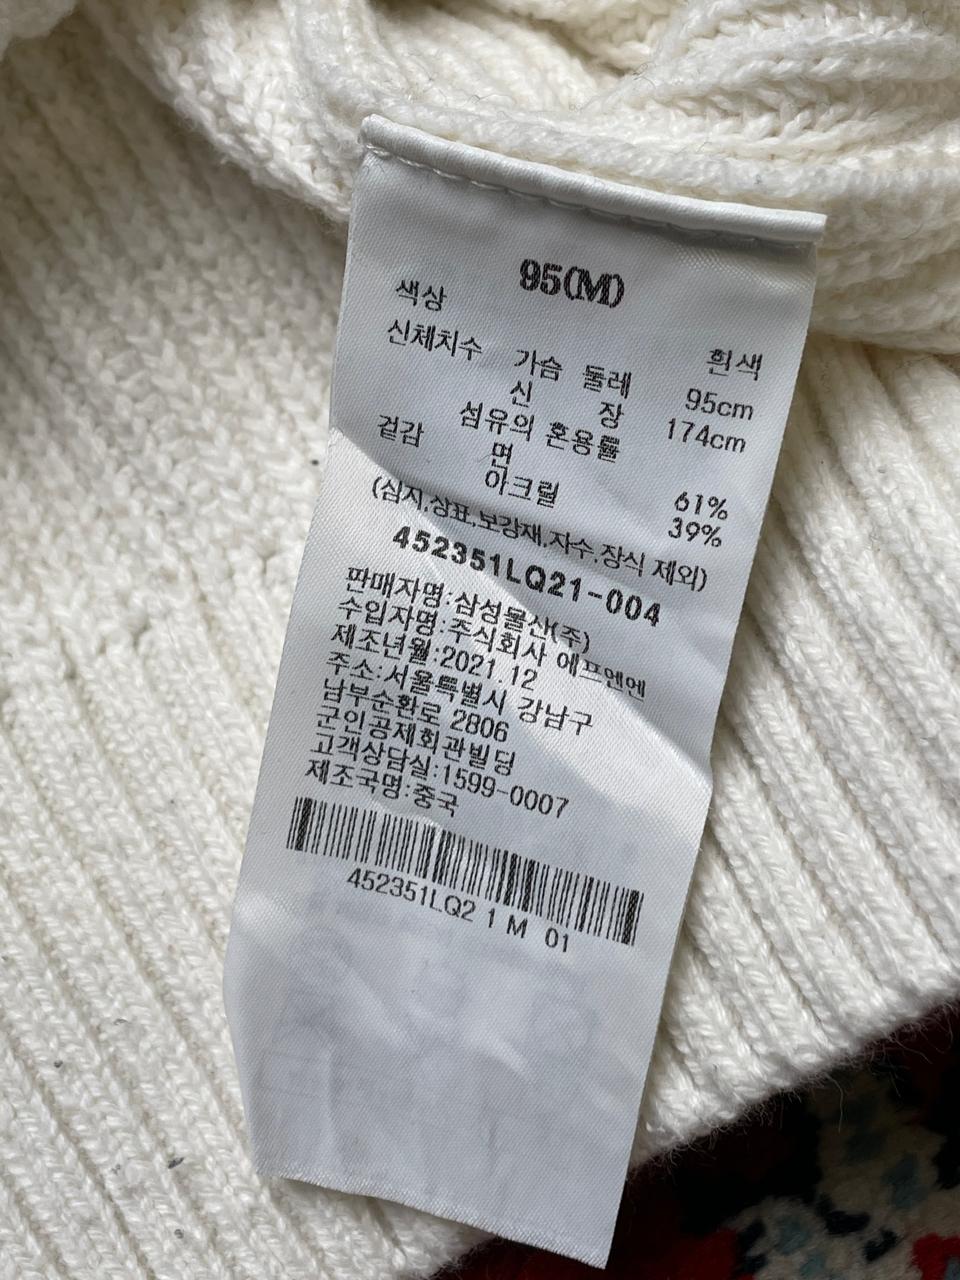 95(M)
색상 흰색
신체치수 가슴 둘레 95cm
신 장 174cm
섬유의 혼용률
겉감 면 61%
아크릴 39%
(심지,상표,보강재,자수,장식 제외)
452351LQ21-004
판매자명:삼성물산(주)
수입자명:주식회사 에프엔엔
제조년월:2021.12
주소:서울특별시 강남구
남부순환로 2806
군인공제회관빌딩
고객상담실:1599-0007
제조국명:중국
452351LQ2 1 M 01